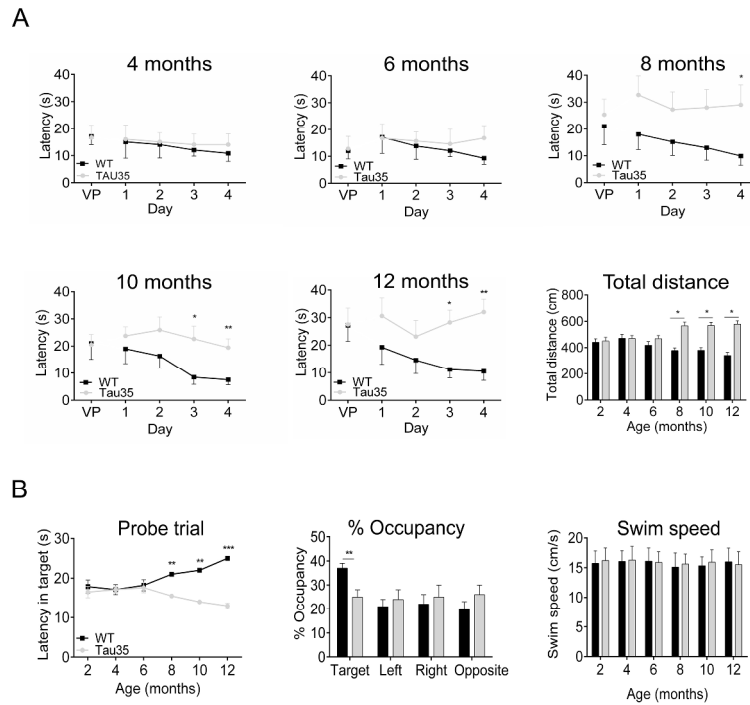 A
4 months
Latency (s)
40
30
20
10
0
WT
TAU35
VP 1 2 3 4
Day
6 months
Latency (s)
40
30
20
10
0
WT
Tau35
VP 1 2 3 4
Day
8 months
Latency (s)
40
30
20
10
0
*
WT
Tau35
VP 1 2 3 4
Day
10 months
Latency (s)
40
30
20
10
0
* **
WT
Tau35
VP 1 2 3 4
Day
12 months
Latency (s)
40
30
20
10
0
* **
WT
Tau35
VP 1 2 3 4
Day
Total distance
Total distance (cm)
800
600
400
200
0
* * *
2 4 6 8 10 12
Age (months)
B
Probe trial
Latency in target (s)
30
20
10
0
** ** ***
WT
Tau35
2 4 6 8 10 12
Age (months)
% Occupancy
% Occupancy
50
40
30
20
10
0
**
Target Left Right Opposite
Swim speed
Swim speed (cm/s)
20
15
10
5
0
2 4 6 8 10 12
Age (months)